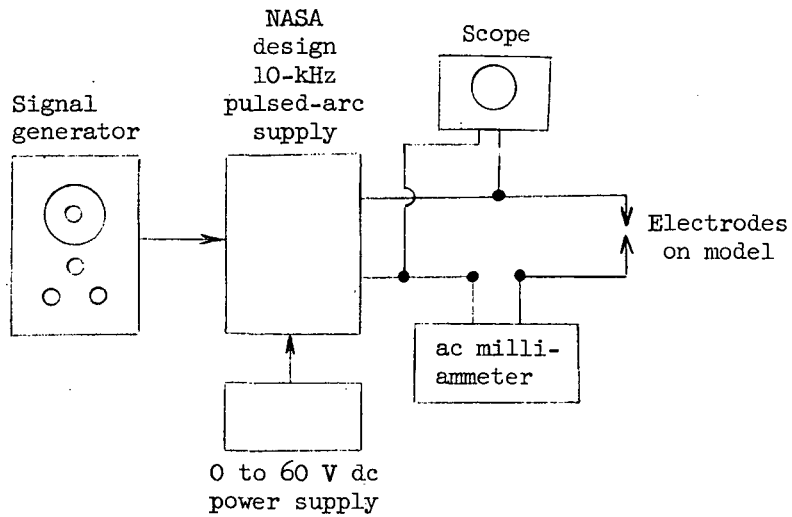 NASA
design
10-kHz
pulsed-arc
supply
Scope
Signal
generator
Electrodes
on model
ac milli-
ammeter
0 to 60 V dc
power supply